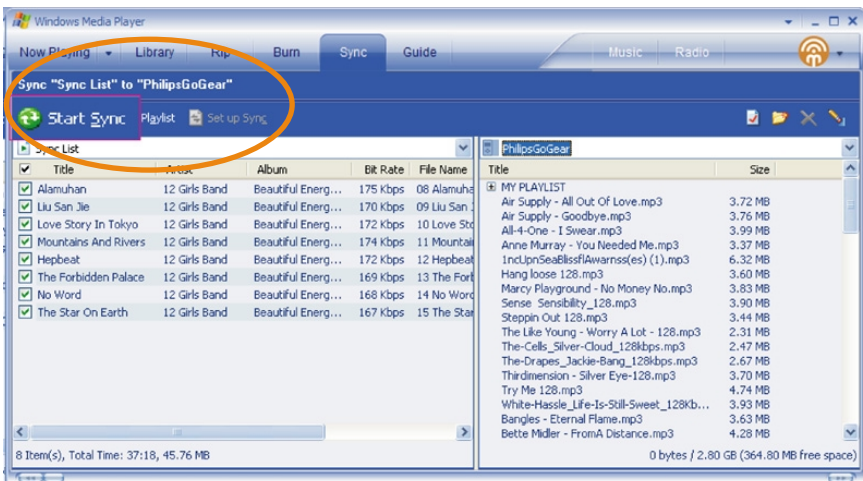 Windows Media Player
Now Playing Library Rip Burn Sync Guide Music Radio
Sync "Sync List" to "PhilipsGoGear"
Start Sync Playlist Set up Sync
Sync List PhilipsGoGear
Title Artist Album Bit Rate File Name
Alamuhan 12 Girls Band Beautiful Energ... 175 Kbps 08 Alamuha
Liu San Jie 12 Girls Band Beautiful Energ... 170 Kbps 09 Liu San J
Love Story In Tokyo 12 Girls Band Beautiful Energ... 172 Kbps 10 Love Sto
Mountains And Rivers 12 Girls Band Beautiful Energ... 174 Kbps 11 Mountai
Hepbeat 12 Girls Band Beautiful Energ... 172 Kbps 12 Hepbeat
The Forbidden Palace 12 Girls Band Beautiful Energ... 169 Kbps 13 The Forb
No Word 12 Girls Band Beautiful Energ... 168 Kbps 14 No Word
The Star On Earth 12 Girls Band Beautiful Energ... 167 Kbps 15 The Star
8 Item(s), Total Time: 37:18, 45.76 MB
Title Size
MY PLAYLIST
Air Supply - All Out Of Love.mp3 3.72 MB
Air Supply - Goodbye.mp3 3.76 MB
All-4-One - I Swear.mp3 3.99 MB
Anne Murray - You Needed Me.mp3 3.37 MB
1ncUpnSeaBlissflAwarnss(es) (1).mp3 6.32 MB
Hang loose 128.mp3 3.60 MB
Marcy Playground - No Money No.mp3 3.83 MB
Sense Sensibility_128.mp3 3.90 MB
Steppin Out 128.mp3 3.44 MB
The Like Young - Worry A Lot - 128.mp3 2.31 MB
The-Cells_Silver-Cloud_128kbps.mp3 2.47 MB
The-Drapes_Jackie-Bang_128kbps.mp3 2.67 MB
Thirdimension - Silver Eye-128.mp3 3.70 MB
Try Me 128.mp3 4.74 MB
White-Hassle_Life-Is-Still-Sweet_128Kb... 3.93 MB
Bangles - Eternal Flame.mp3 3.63 MB
Bette Midler - FromA Distance.mp3 4.28 MB
0 bytes / 2.80 GB (364.80 MB free space)